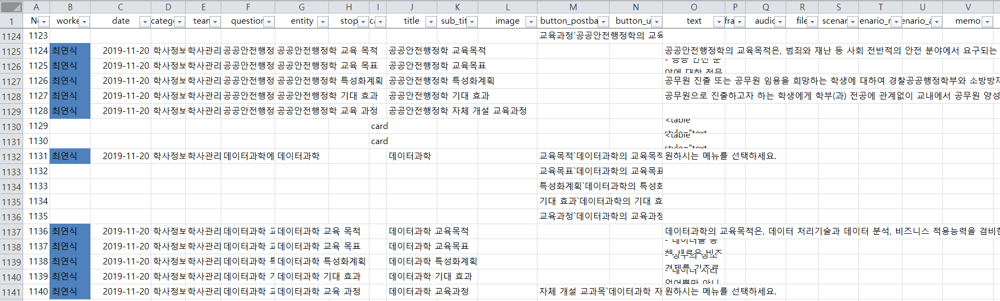 A B C D E F G H I J K L M N O P Q R S T U V
1 worke date categ tean question entity stop ca title sub_tit image button_postba button_u text fra audio file scenar enario_r enario_a memo
1124 1123 교육과정`공공안전행정학의 교육
1125 1124 최연식 2019-11-20 학사정보 학사관리 공공안전행정 공공안전행정학 교육 목적 공공안전행정학 교육목적 공공안전행정학의 교육목적은, 범죄와 재난 등 사회 전반적의 안전 분야에서 요구되는
1126 1125 최연식 2019-11-20 학사정보 학사관리 공공안전행정 공공안전행정학 교육 목표 공공안전행정학 교육목표
1127 1126 최연식 2019-11-20 학사정보 학사관리 공공안전행정 공공안전행정학 특성화계획 공공안전행정학 특성화계획 공무원 진출 또는 공무원 임용을 희망하는 학생에 대하여 경찰공공행정학부와 소방방재
1128 1127 최연식 2019-11-20 학사정보 학사관리 공공안전행정 공공안전행정학 기대 효과 공공안전행정학 기대 효과 공무원으로 진출하고자 하는 학생에게 학부(과) 전공에 관계없이 교내에서 공무원 양성
1129 1128 최연식 2019-11-20 학사정보 학사관리 공공안전행정 공공안전행정학 교육 과정 공공안전행정학 자체 개설 교육과정
1130 1129 card <table
1131 1130 card <table
1132 1131 최연식 2019-11-20 학사정보 학사관리 데이터과학에 데이터과학 데이터과학 교육목적`데이터과학의 교육목적 원하시는 메뉴를 선택하세요.
1133 1132 교육목표`데이터과학의 교육목표
1134 1133 특성화계획`데이터과학의 특성화
1135 1134 기대 효과`데이터과학의 기대 효
1136 1135 교육과정`데이터과학의 교육과정
1137 1136 최연식 2019-11-20 학사정보 학사관리 데이터과학 교 데이터과학 교육 목적 데이터과학 교육목적 데이터과학의 교육목적은, 데이터 처리기술과 데이터 분석, 비즈니스 적용능력을 겸비한
1138 1137 최연식 2019-11-20 학사정보 학사관리 데이터과학 교 데이터과학 교육 목표 데이터과학 교육목표
1139 1138 최연식 2019-11-20 학사정보 학사관리 데이터과학 특 데이터과학 특성화계획 데이터과학 특성화계획
1140 1139 최연식 2019-11-20 학사정보 학사관리 데이터과학 기 데이터과학 기대 효과 데이터과학 기대 효과
1141 1140 최연식 2019-11-20 학사정보 학사관리 데이터과학 교 데이터과학 교육 과정 데이터과학 교육과정 자체 개설 교과목`데이터과학 자 원하시는 메뉴를 선택하세요.